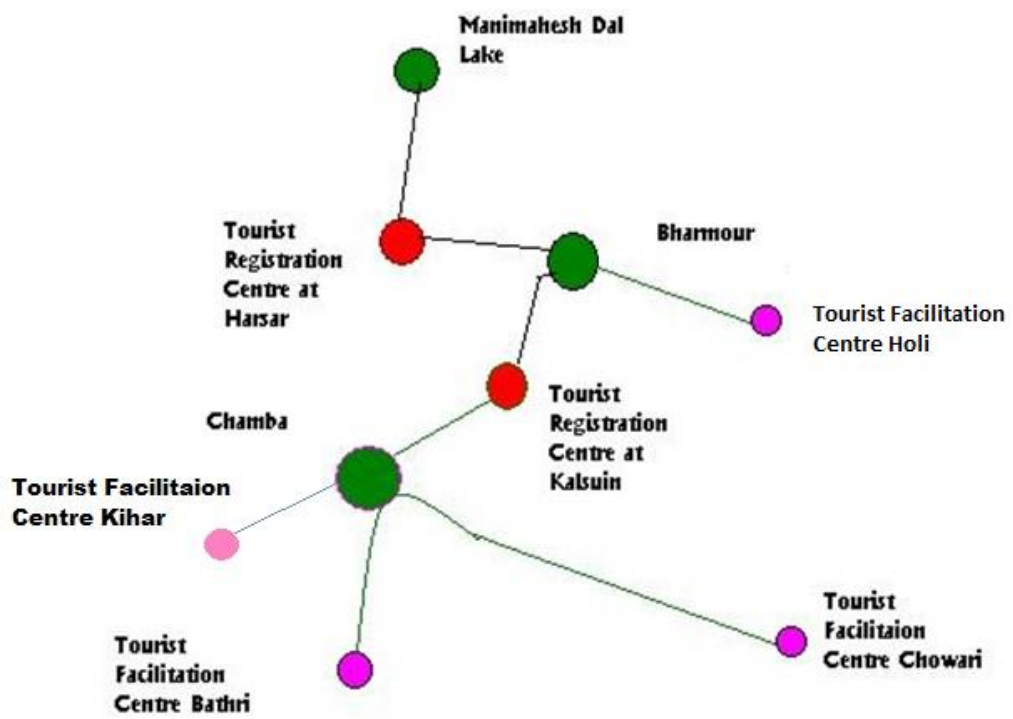 Manimahesh Dal
Lake
Tourist
Registration
Centre at
Harsar
Bharmour
Tourist Facilitation
Centre Holi
Tourist
Registration
Centre at
Kalsuin
Chamba
Tourist Facilitaion
Centre Kihar
Tourist
Facilitaion
Centre Chowari
Tourist
Facilitation
Centre Bathri